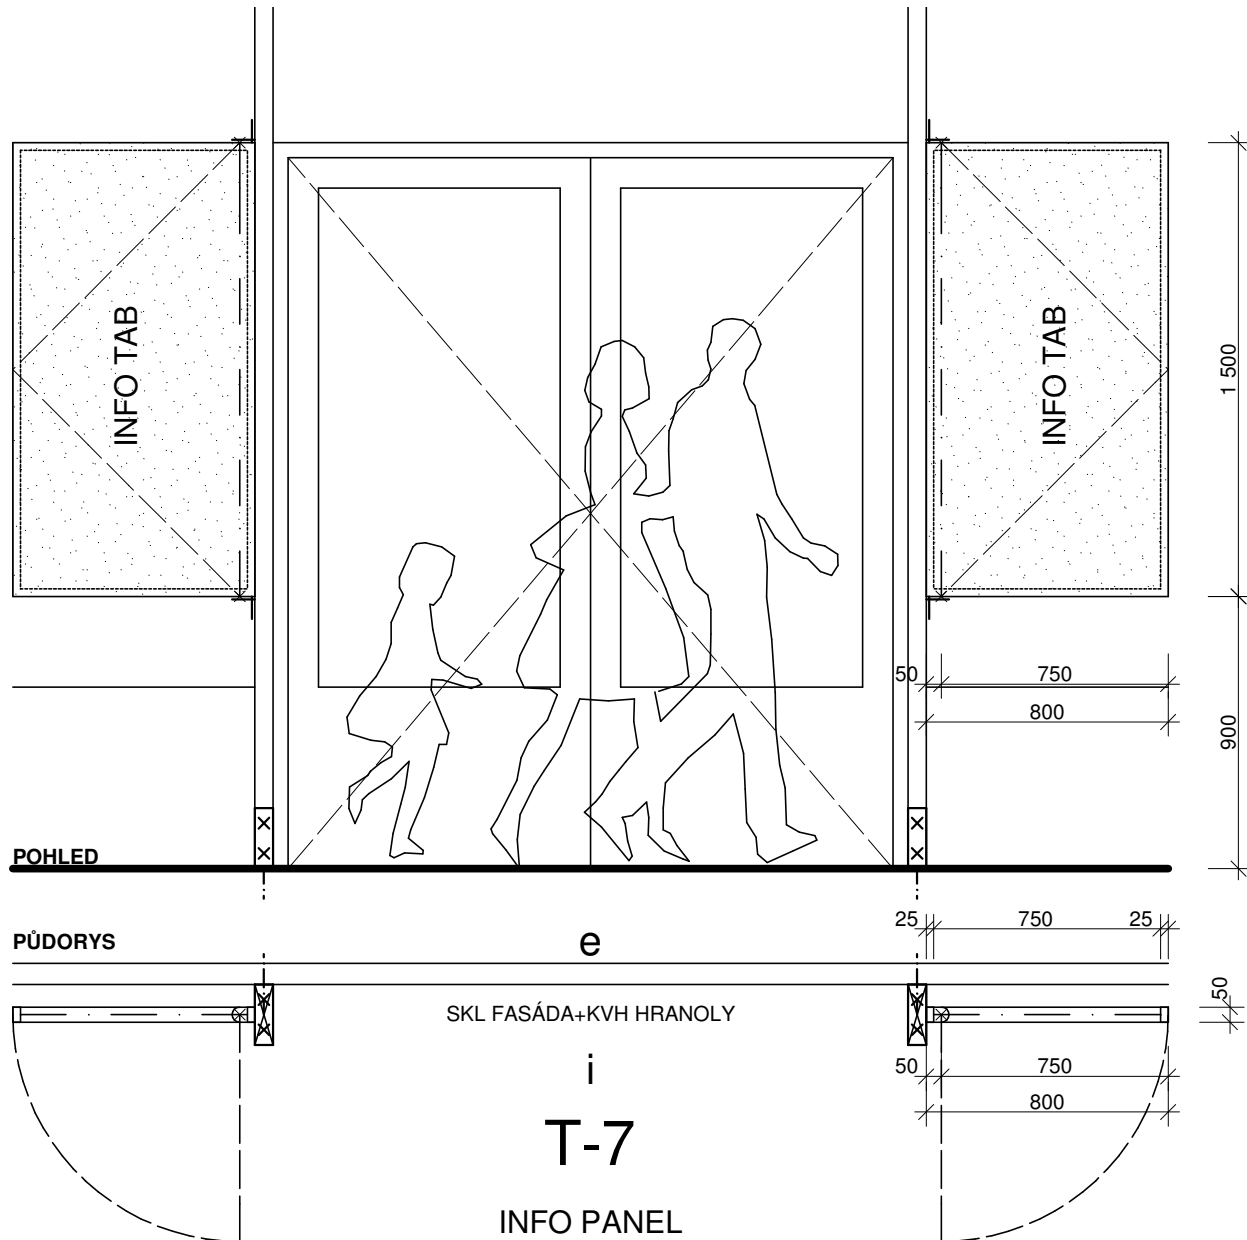 INFO TAB
INFO TAB
1 500
50
750
800
900
POHLED
25
750
25
PŮDORYS
e
50
SKL FASÁDA+KVH HRANOLY
i
50
750
800
T-7
INFO PANEL